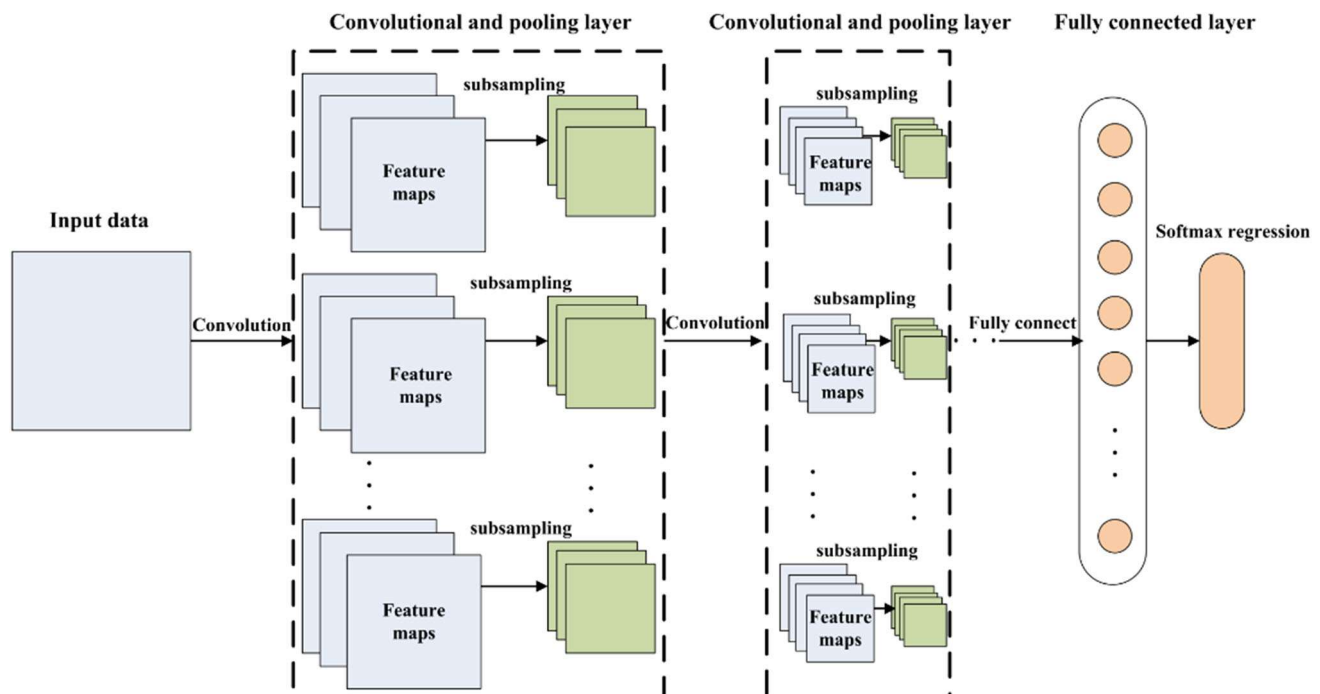 Convolutional and pooling layer
Convolutional and pooling layer
Fully connected layer
subsampling
Feature
maps
subsampling
Feature
maps
Input data
Softmax regression
subsampling
Feature
maps
subsampling
Feature
maps
Convolution
Convolution
Fully connect
subsampling
Feature
maps
subsampling
Feature
maps